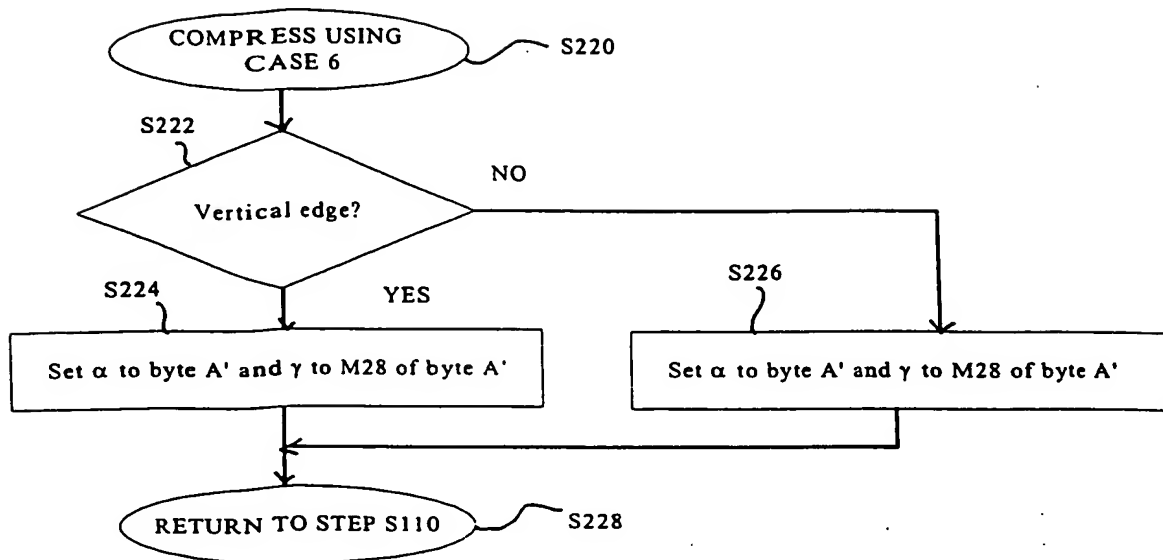 COMPRESS USING
CASE 6
S220
S222
NO
Vertical edge?
S224
YES
S226
Set α to byte A' and γ to M28 of byte A'
Set α to byte A' and γ to M28 of byte A'
RETURN TO STEP S110
S228